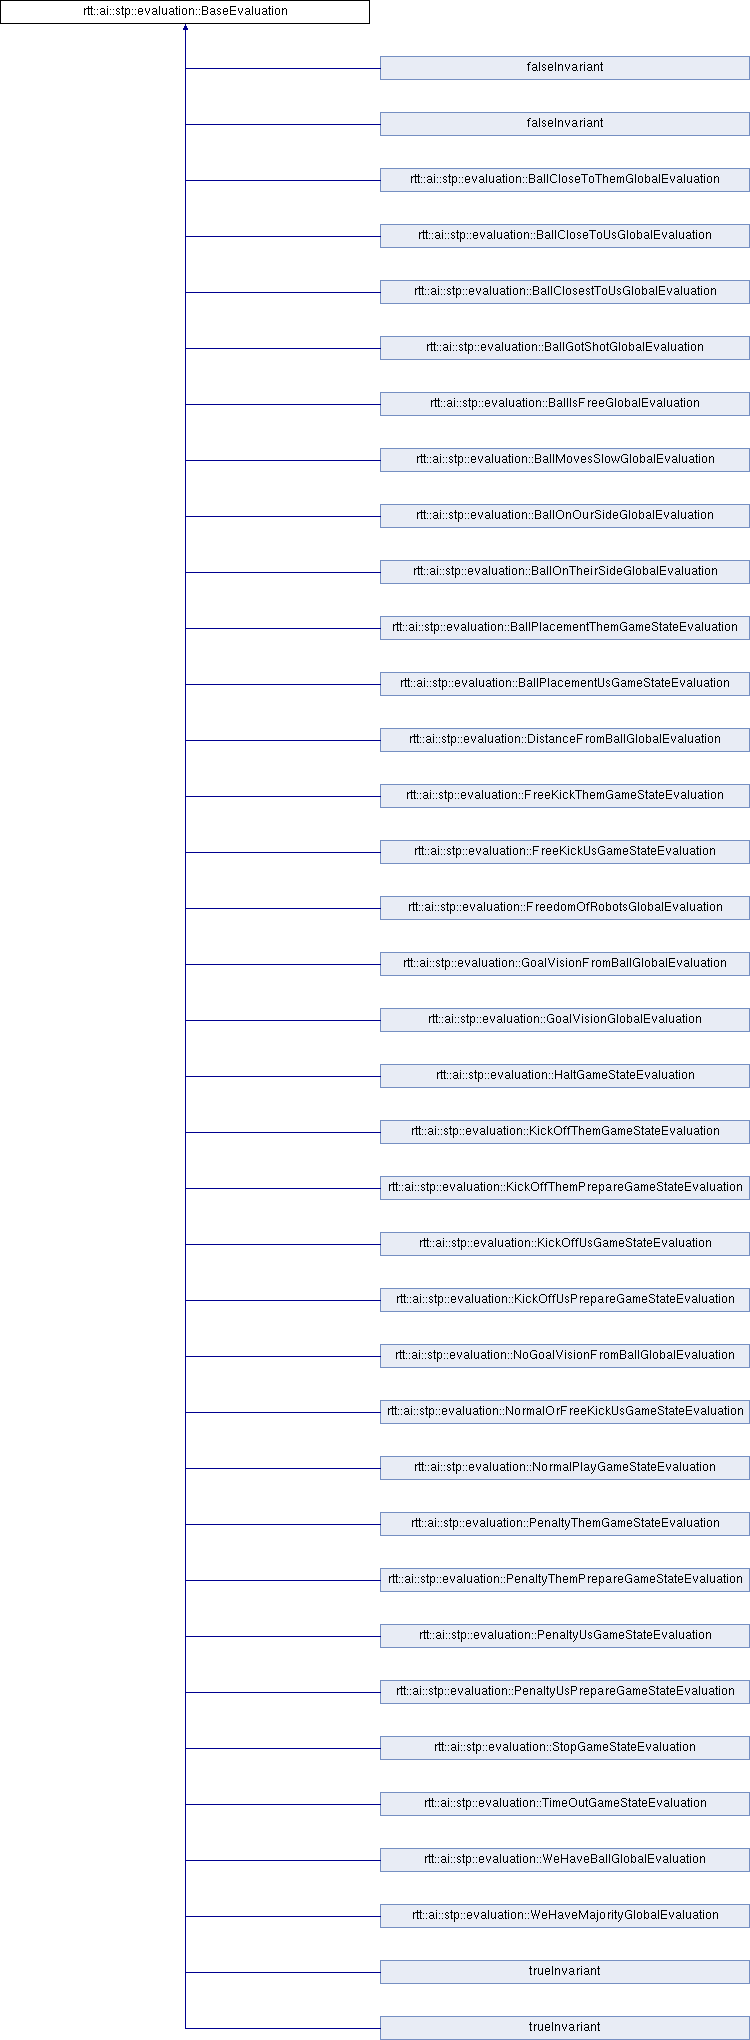 rtt::ai::stp::evaluation::BaseEvaluation
falseInvariant
falseInvariant
rtt::ai::stp::evaluation::BallCloseToThemGlobalEvaluation
rtt::ai::stp::evaluation::BallCloseToUsGlobalEvaluation
rtt::ai::stp::evaluation::BallClosestToUsGlobalEvaluation
rtt::ai::stp::evaluation::BallGotShotGlobalEvaluation
rtt::ai::stp::evaluation::BallIsFreeGlobalEvaluation
rtt::ai::stp::evaluation::BallMovesSlowGlobalEvaluation
rtt::ai::stp::evaluation::BallOnOurSideGlobalEvaluation
rtt::ai::stp::evaluation::BallOnTheirSideGlobalEvaluation
rtt::ai::stp::evaluation::BallPlacementThemGameStateEvaluation
rtt::ai::stp::evaluation::BallPlacementUsGameStateEvaluation
rtt::ai::stp::evaluation::DistanceFromBallGlobalEvaluation
rtt::ai::stp::evaluation::FreeKickThemGameStateEvaluation
rtt::ai::stp::evaluation::FreeKickUsGameStateEvaluation
rtt::ai::stp::evaluation::FreedomOfRobotsGlobalEvaluation
rtt::ai::stp::evaluation::GoalVisionFromBallGlobalEvaluation
rtt::ai::stp::evaluation::GoalVisionGlobalEvaluation
rtt::ai::stp::evaluation::HaltGameStateEvaluation
rtt::ai::stp::evaluation::KickOffThemGameStateEvaluation
rtt::ai::stp::evaluation::KickOffThemPrepareGameStateEvaluation
rtt::ai::stp::evaluation::KickOffUsGameStateEvaluation
rtt::ai::stp::evaluation::KickOffUsPrepareGameStateEvaluation
rtt::ai::stp::evaluation::NoGoalVisionFromBallGlobalEvaluation
rtt::ai::stp::evaluation::NormalOrFreeKickUsGameStateEvaluation
rtt::ai::stp::evaluation::NormalPlayGameStateEvaluation
rtt::ai::stp::evaluation::PenaltyThemGameStateEvaluation
rtt::ai::stp::evaluation::PenaltyThemPrepareGameStateEvaluation
rtt::ai::stp::evaluation::PenaltyUsGameStateEvaluation
rtt::ai::stp::evaluation::PenaltyUsPrepareGameStateEvaluation
rtt::ai::stp::evaluation::StopGameStateEvaluation
rtt::ai::stp::evaluation::TimeOutGameStateEvaluation
rtt::ai::stp::evaluation::WeHaveBallGlobalEvaluation
rtt::ai::stp::evaluation::WeHaveMajorityGlobalEvaluation
trueInvariant
trueInvariant